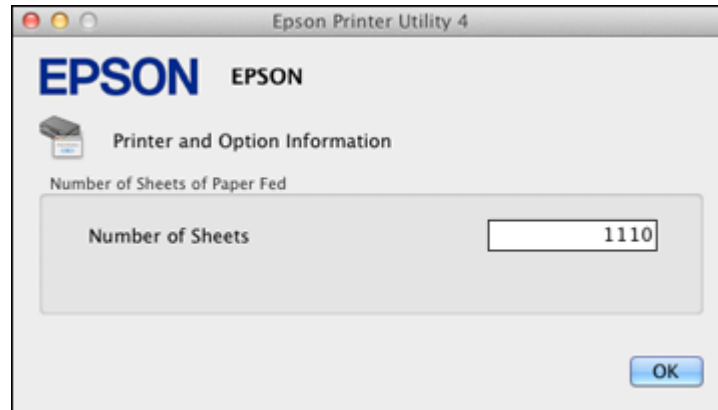 Epson Printer Utility 4
EPSON EPSON
Printer and Option Information
Number of Sheets of Paper Fed
Number of Sheets 1110
OK